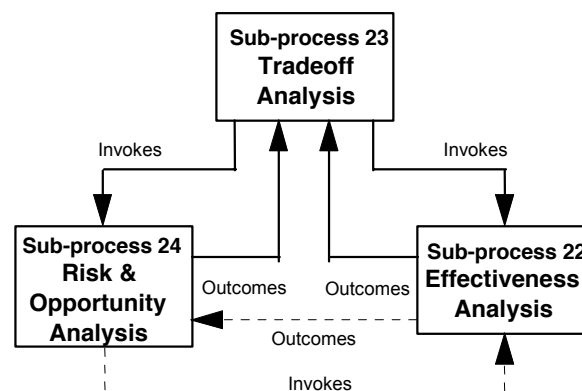 Sub-process 23
Tradeoff
Analysis
Invokes
Invokes
Sub-process 24
Risk &
Opportunity
Analysis
Sub-process 22
Effectiveness
Analysis
Outcomes
Outcomes
Outcomes
Invokes